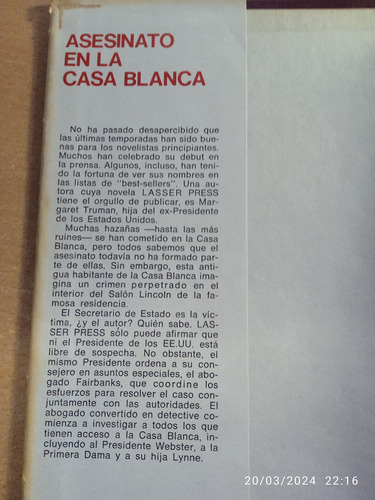 ASESINATO
EN LA
CASA BLANCA
No ha pasado desapercibido que
las últimas temporadas han sido bue-
nas para los novelistas principiantes.
Muchos han celebrado su debut en
la prensa. Algunos, incluso, han teni-
do la fortuna de ver sus nombres en
las listas de "best-sellers". Una au-
tora cuya novela LASSER PRESS
tiene el orgullo de publicar, es Mar-
garet Truman, hija del ex-Presidente
de los Estados Unidos.
Muchas hazañas —hasta las más
ruines— se han cometido en la Casa
Blanca, pero todos sabemos que el
asesinato todavía no ha formado par-
te de ellas. Sin embargo, esta anti-
gua habitante de la Casa Blanca ima-
gina un crimen perpetrado en el
interior del Salón Lincoln de la fa-
mosa residencia.
El Secretario de Estado es la víc-
tima, ¿y el autor? Quién sabe. LAS-
SER PRESS sólo puede afirmar que
ni el Presidente de los EE.UU. está
libre de sospecha. No obstante, el
mismo Presidente ordena a su con-
sejero en asuntos especiales, el abo-
gado Fairbanks, que coordine los
esfuerzos para resolver el caso con-
juntamente con las autoridades. El
abogado convertido en detective co-
mienza a investigar a todos los que
tienen acceso a la Casa Blanca, in-
cluyendo al Presidente Webster, a la
Primera Dama y a su hija Lynne.
20/03/2024 22:16